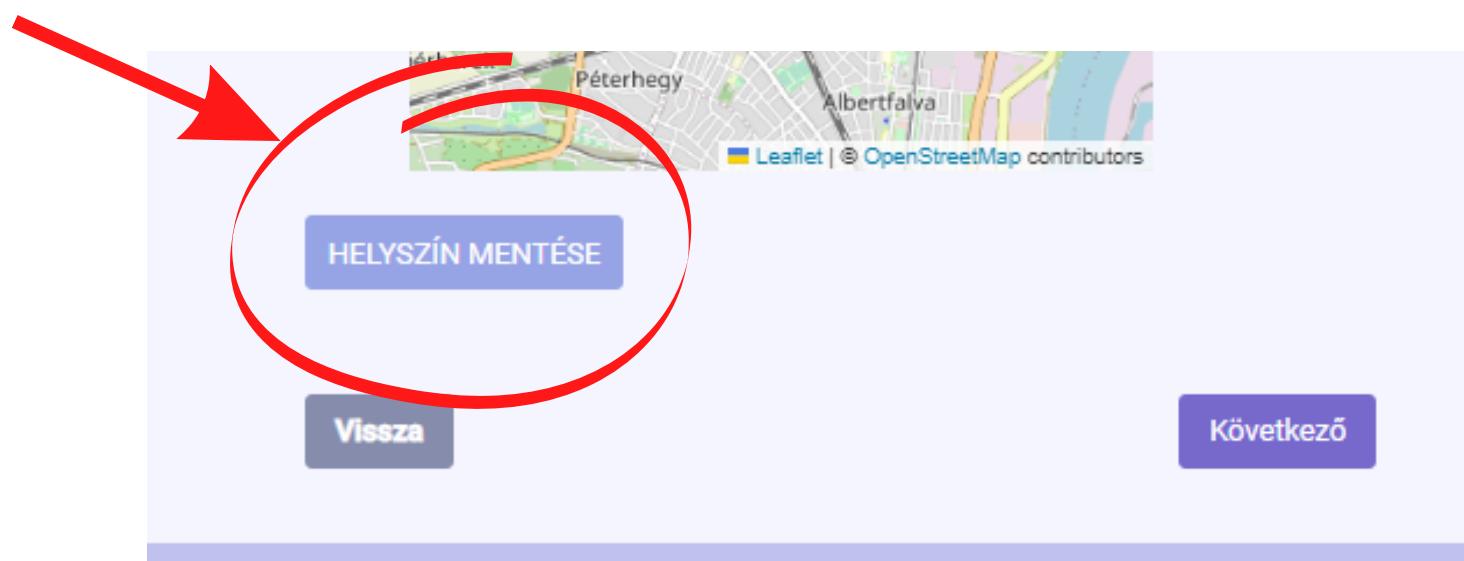 Péterhegy
Albertfalva
Leaflet | © OpenStreetMap contributors
HELYSZÍN MENTÉSE
Vissza
Következő